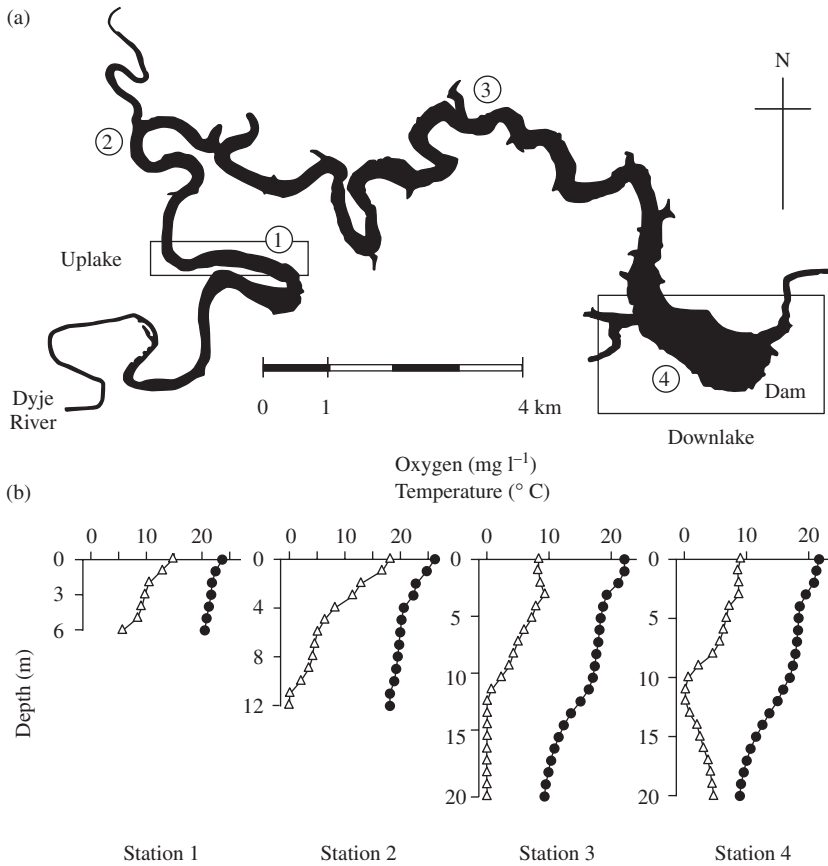 (a)
N
3
2
1
Uplake
4
Dyje
River
Dam
0 1 4 km
Downlake
Oxygen (mg l⁻¹)
(b) Temperature (° C)
0 10 20 0 10 20 0 10 20 0 10 20
0 0 0 0
3
6
4
8
12
5
10
15
20
5
10
15
20
Depth (m)
Station 1 Station 2 Station 3 Station 4